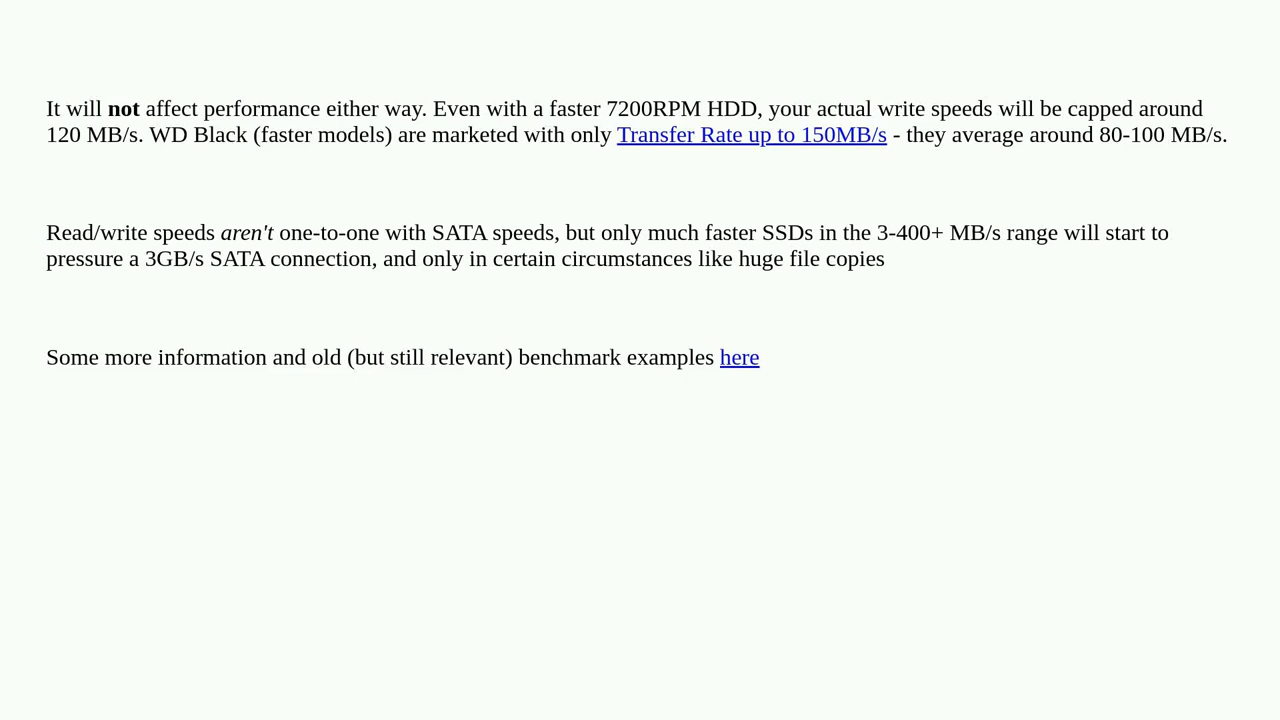 It will not affect performance either way. Even with a faster 7200RPM HDD, your actual write speeds will be capped around
120 MB/s. WD Black (faster models) are marketed with only Transfer Rate up to 150MB/s - they average around 80-100 MB/s.
Read/write speeds aren't one-to-one with SATA speeds, but only much faster SSDs in the 3-400+ MB/s range will start to
pressure a 3GB/s SATA connection, and only in certain circumstances like huge file copies
Some more information and old (but still relevant) benchmark examples here